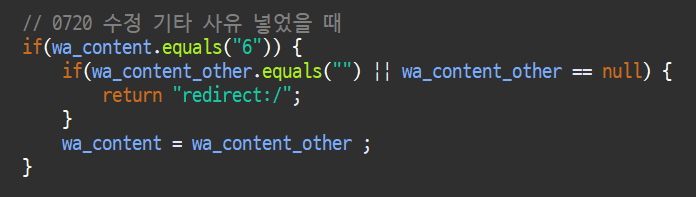 // 0720 수정 기타 사유 넣었을 때
if(wa_content.equals("6")) {
if(wa_content_other.equals("") || wa_content_other == null) {
return "redirect:/";
}
wa_content = wa_content_other ;
}